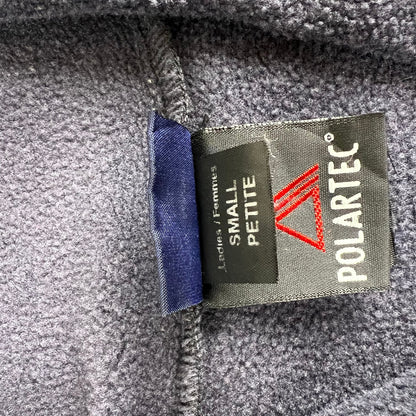 Ladies / Femmes
SMALL
PETITE
POLARTEC®